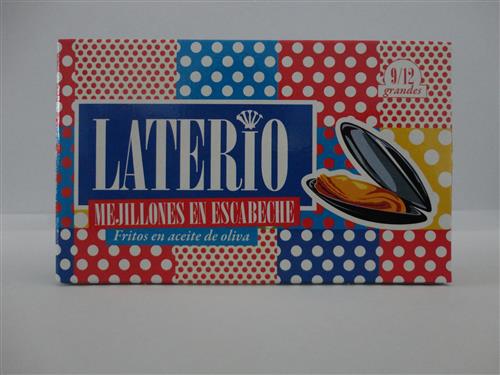 9/12
grandes
LATERIO
MEJILLONES EN ESCABECHE
Fritos en aceite de oliva